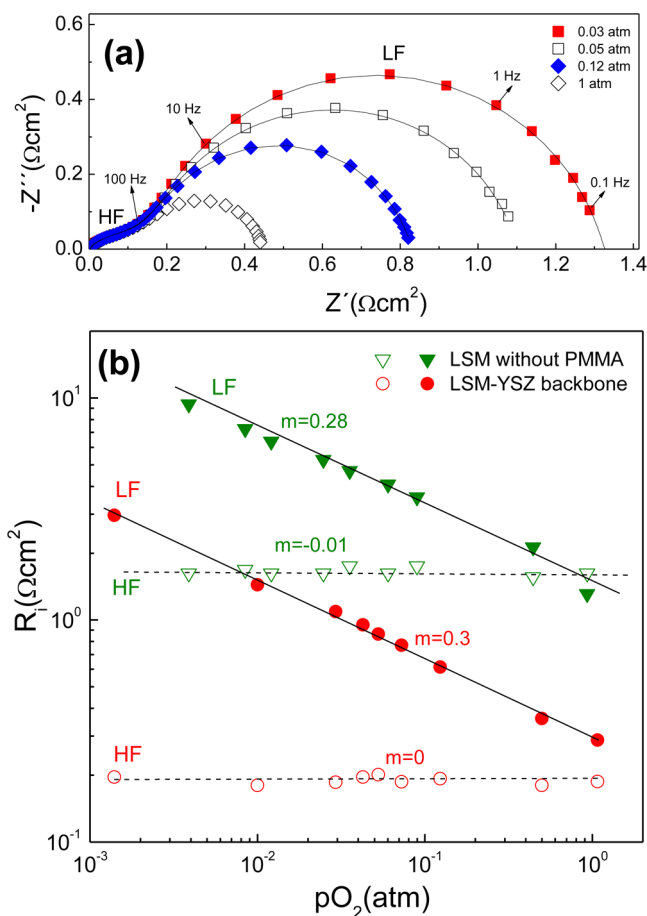 (a)
0.6
0.4
0.2
0.0
-Z´´(Ωcm²)
HF
100 Hz
10 Hz
LF
1 Hz
0.1 Hz
0.03 atm
0.05 atm
0.12 atm
1 atm
0.0 0.2 0.4 0.6 0.8 1.0 1.2 1.4
Z´(Ωcm²)
(b)
LSM without PMMA
LSM-YSZ backbone
10¹
10⁰
10⁻¹
Rᵢ(Ωcm²)
LF
m=0.28
LF
m=-0.01
HF
m=0.3
HF
m=0
10⁻³ 10⁻² 10⁻¹ 10⁰
pO₂(atm)